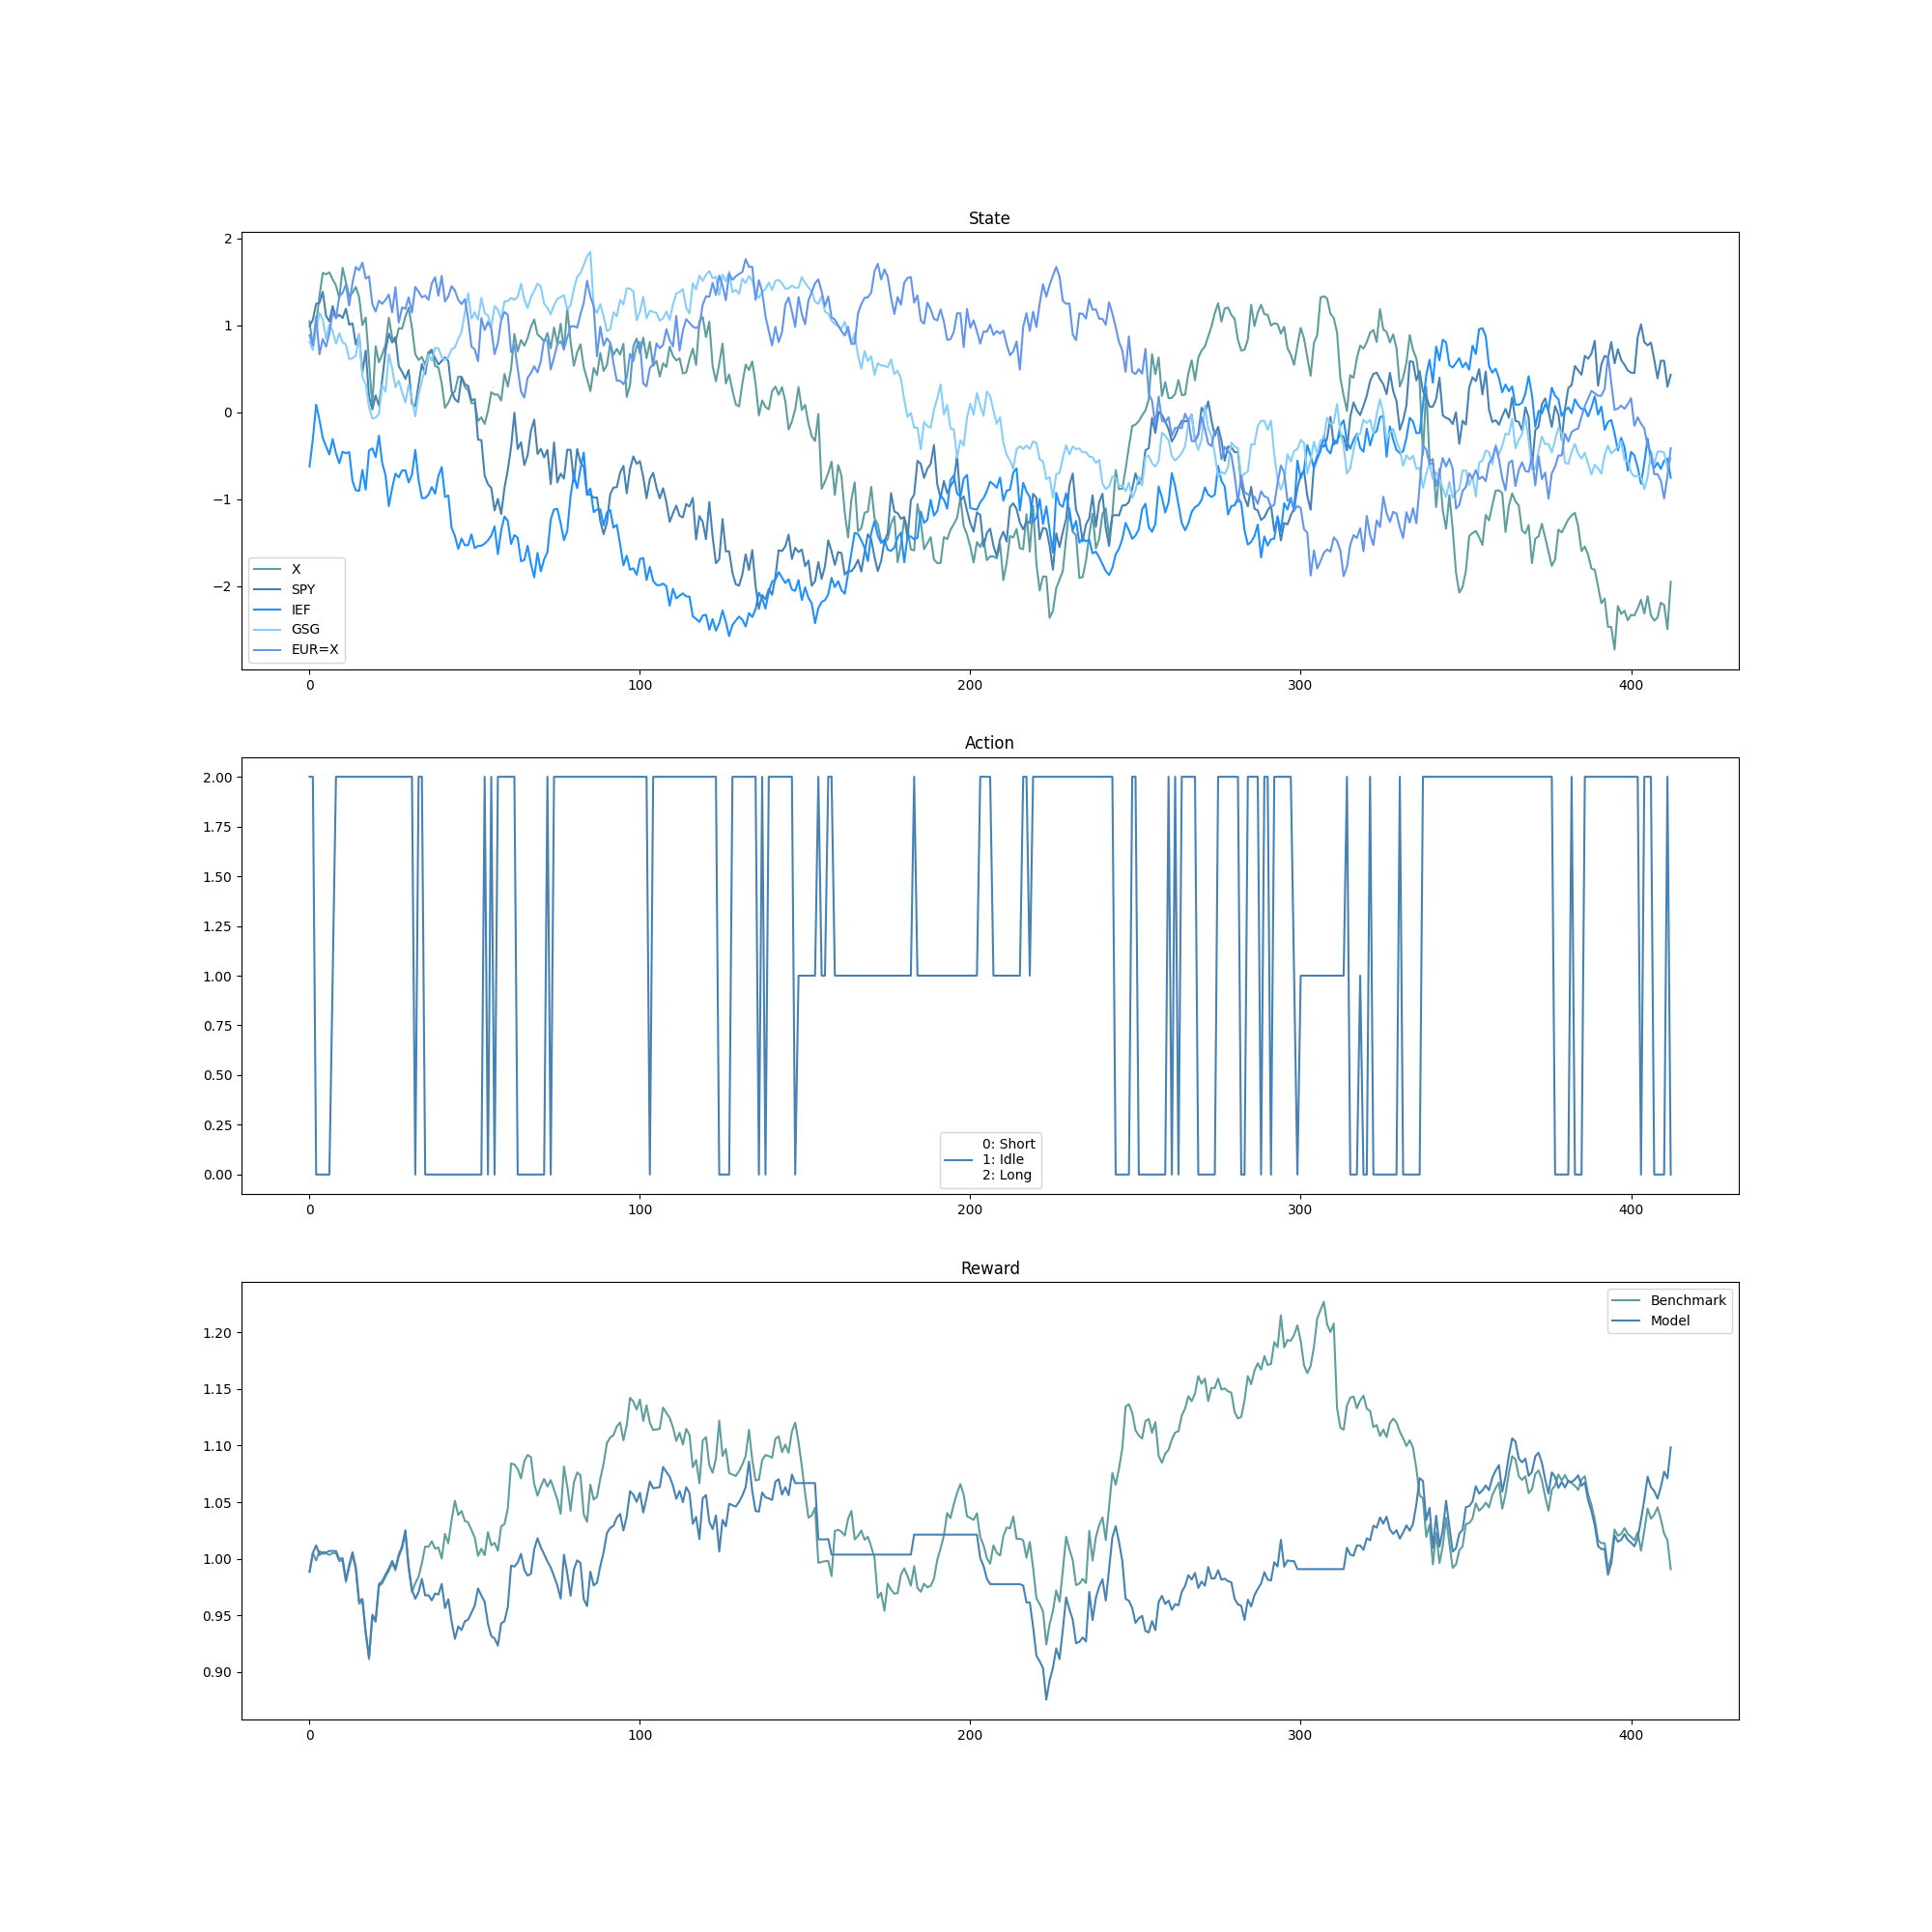 State
2
1
0
−1
−2
X
SPY
IEF
GSG
EUR=X
0 100 200 300 400
Action
2.00
1.75
1.50
1.25
1.00
0.75
0.50
0.25
0.00
0: Short
1: Idle
2: Long
0 100 200 300 400
Reward
Benchmark
Model
1.20
1.15
1.10
1.05
1.00
0.95
0.90
0 100 200 300 400